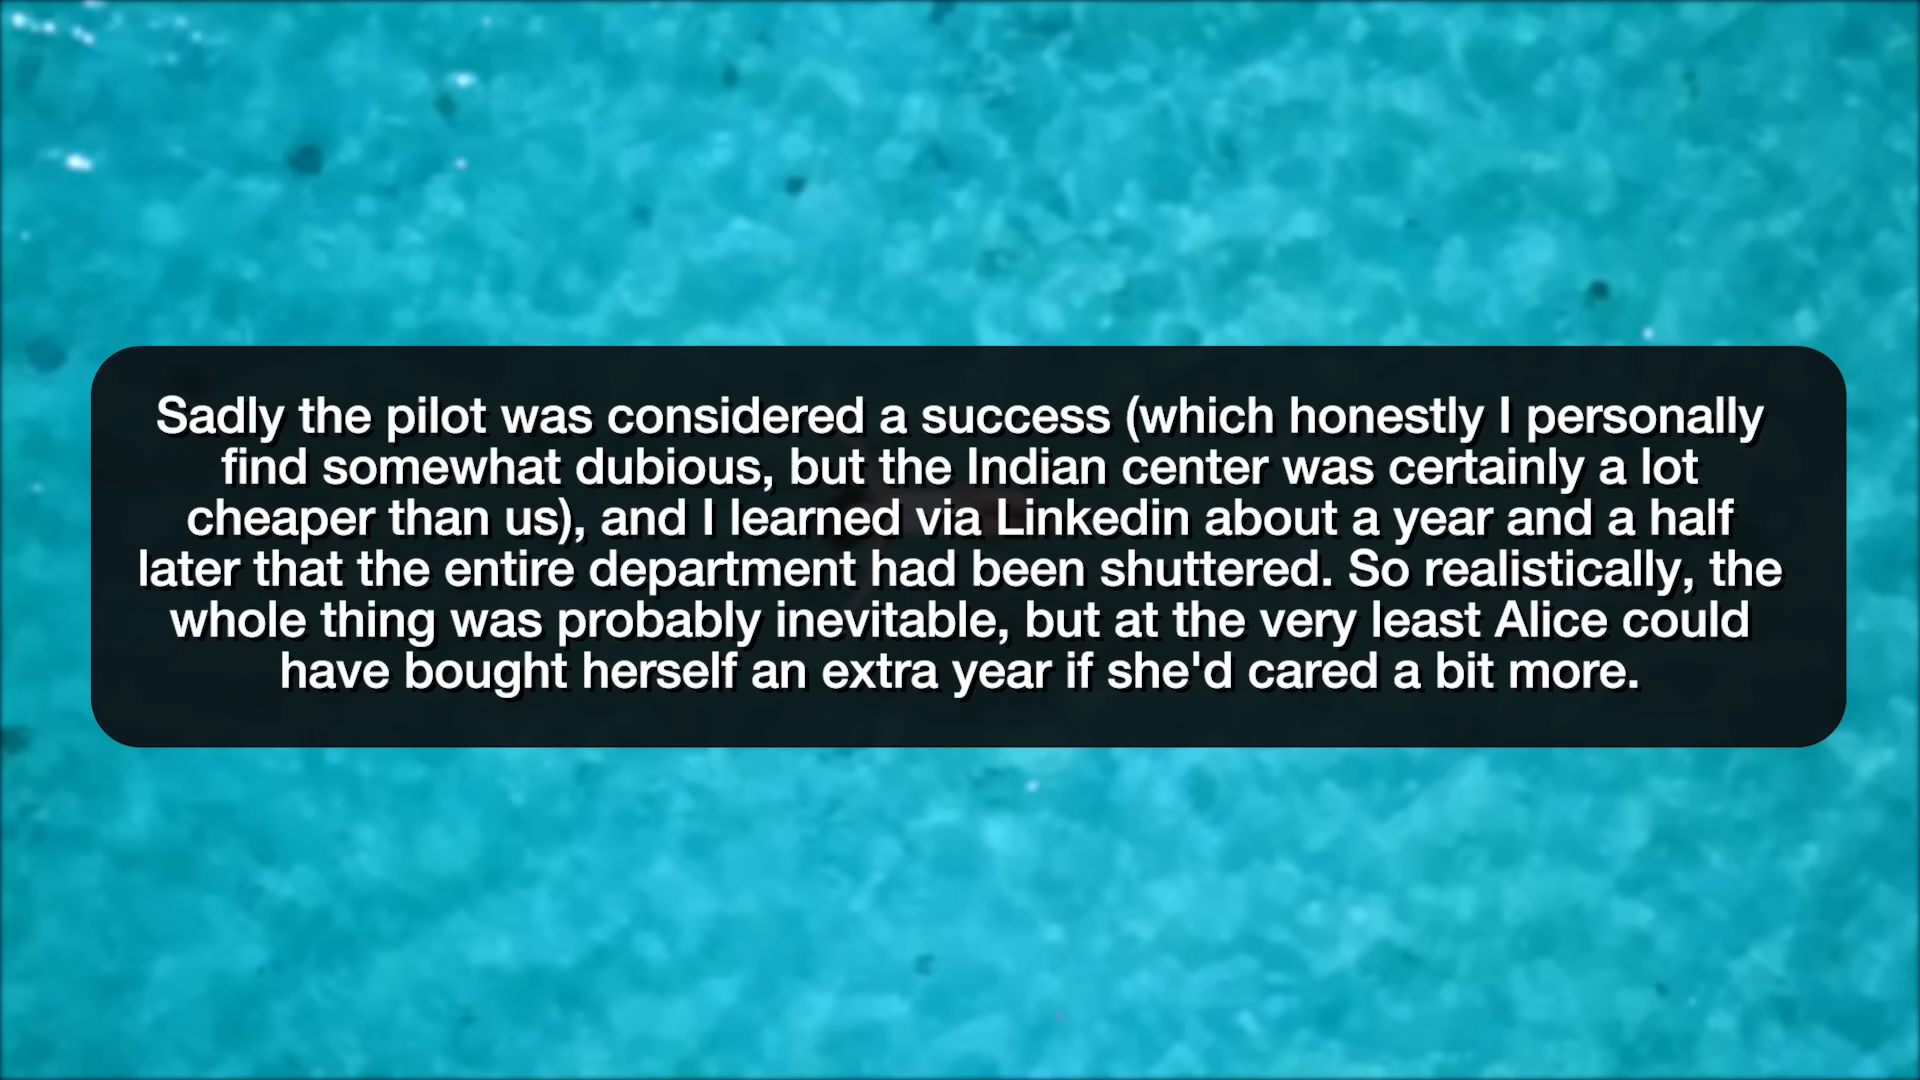 Sadly the pilot was considered a success (which honestly I personally
find somewhat dubious, but the Indian center was certainly a lot
cheaper than us), and I learned via Linkedin about a year and a half
later that the entire department had been shuttered. So realistically, the
whole thing was probably inevitable, but at the very least Alice could
have bought herself an extra year if she'd cared a bit more.